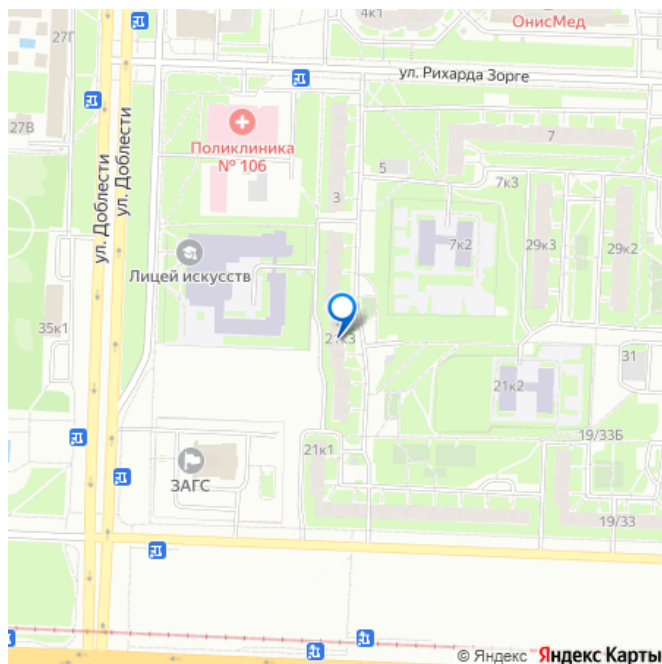 4к1
ОнисМед
27Г
ул. Рихарда Зорге
27В
ул. Доблести
ул. Доблести
Поликлиника
№ 106
7
5
3
7к3
7к2
29к3
29к2
Лицей искусств
35к1
21к3
31
21к2
19/33Б
21к1
ЗАГС
19/33
© Яндекс Яндекс Карты